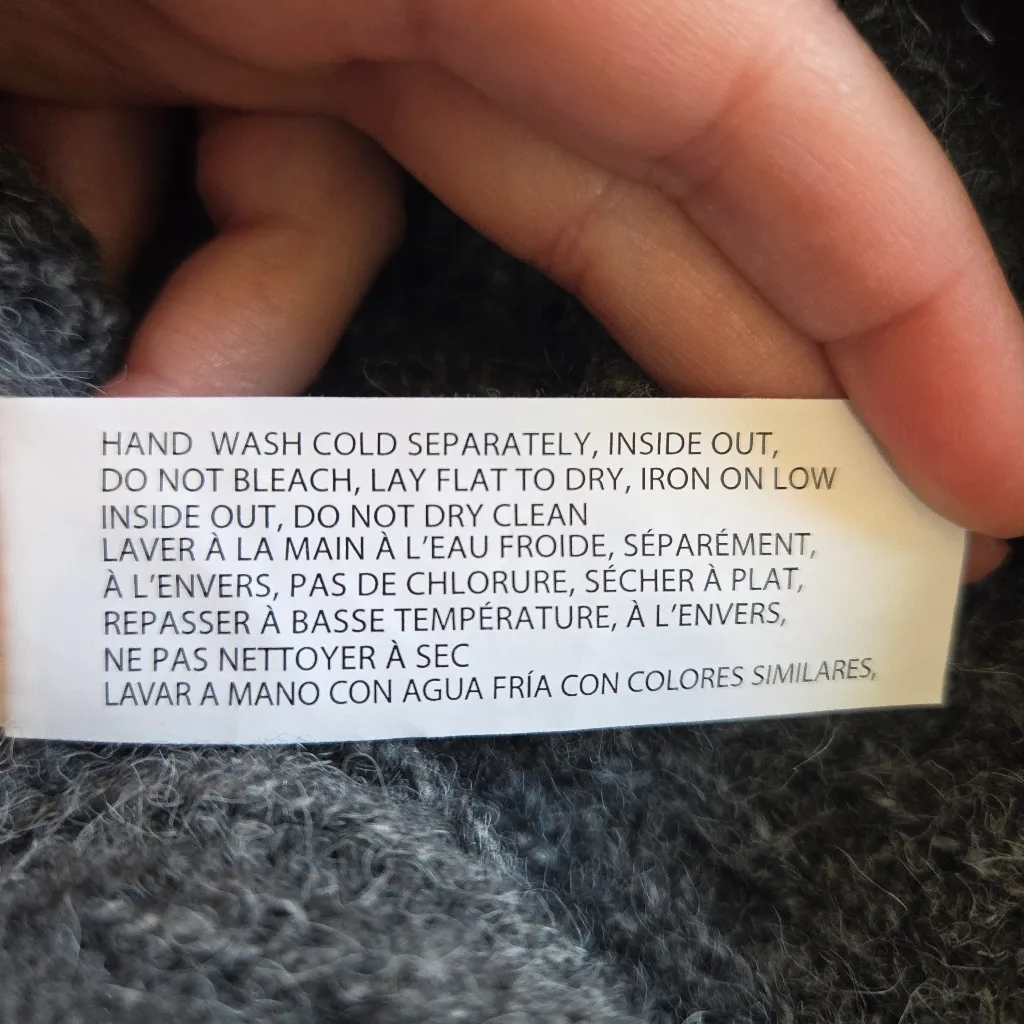 HAND WASH COLD SEPARATELY, INSIDE OUT,
DO NOT BLEACH, LAY FLAT TO DRY, IRON ON LOW
INSIDE OUT, DO NOT DRY CLEAN
LAVER À LA MAIN À L'EAU FROIDE, SÉPARÉMENT,
À L'ENVERS, PAS DE CHLORURE, SÉCHER À PLAT,
REPASSER À BASSE TEMPÉRATURE, À L'ENVERS,
NE PAS NETTOYER À SEC
LAVAR A MANO CON AGUA FRÍA CON COLORES SIMILARES,